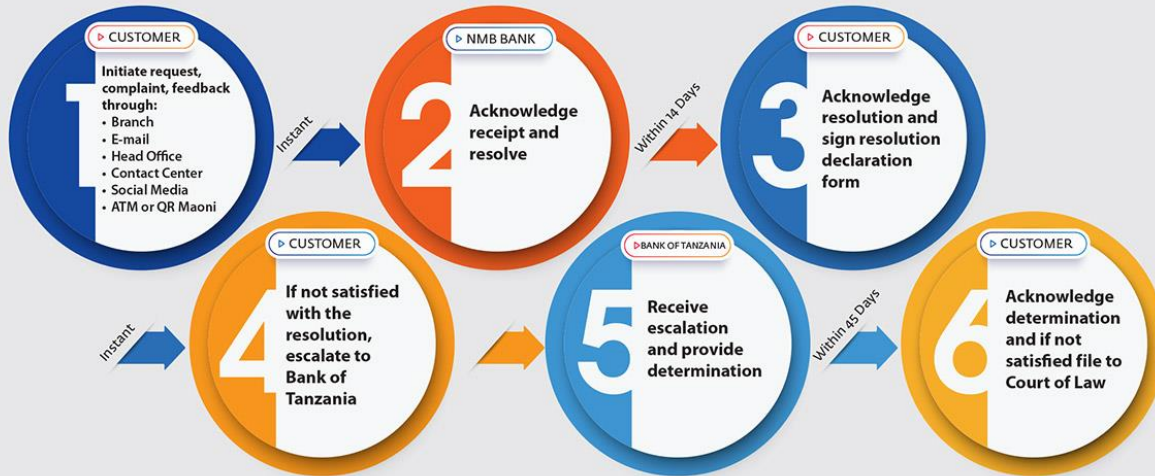 CUSTOMER
1
Initiate request,
complaint, feedback
through:
• Branch
• E-mail
• Head Office
• Contact Center
• Social Media
• ATM or QR Maoni
Instant
NMB BANK
2
Acknowledge
receipt and
resolve
Within 14 Days
CUSTOMER
3
Acknowledge
resolution and
sign resolution
declaration
form
Instant
CUSTOMER
4
If not satisfied
with the
resolution,
escalate to
Bank of
Tanzania
BANK OF TANZANIA
5
Receive
escalation
and provide
determination
Within 45 Days
CUSTOMER
6
Acknowledge
determination
and if not
satisfied file to
Court of Law